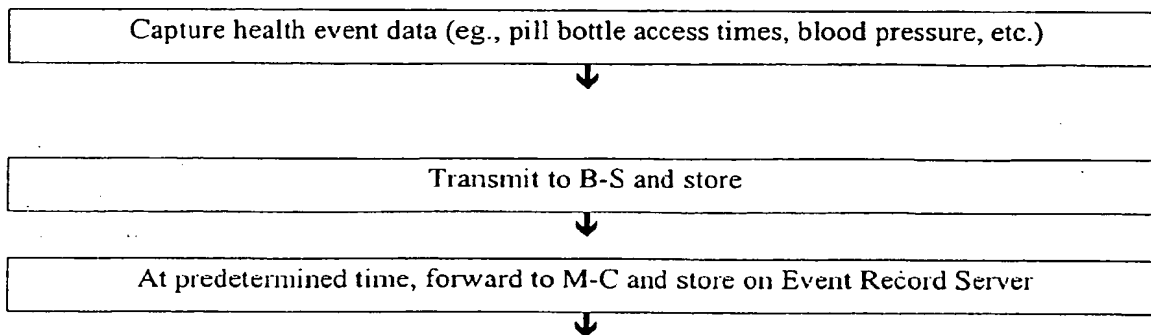 Capture health event data (eg., pill bottle access times, blood pressure, etc.)
Transmit to B-S and store
At predetermined time, forward to M-C and store on Event Record Server